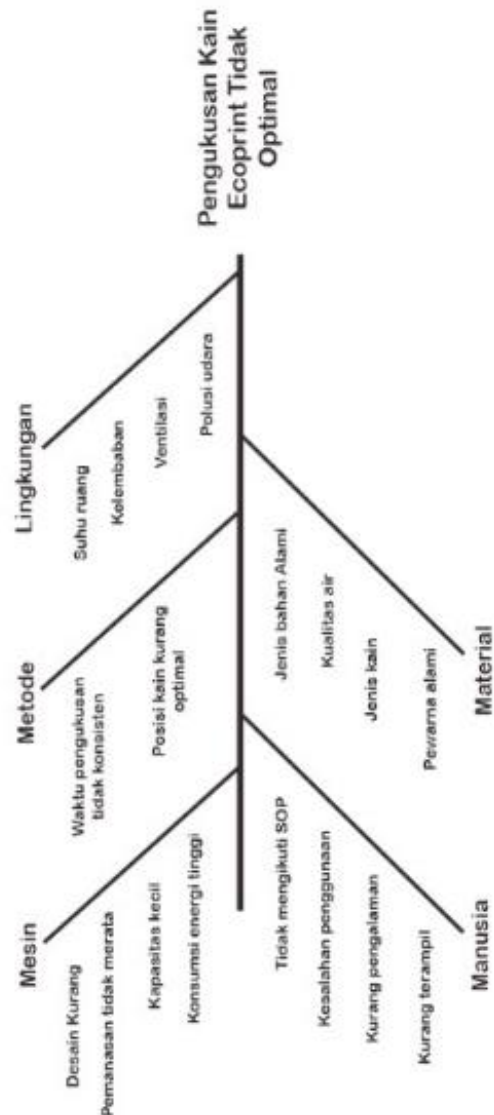 Mesin
Desain Kurang
Pemanasan tidak merata
Kapasitas kecil
Konsumsi energi tinggi
Metode
Waktu pengukusan
tidak konsisten
Posisi kain kurang
optimal
Lingkungan
Suhu ruang
Kelembaban
Ventilasi
Polusi udara
Pengukusan Kain
Ecoprint Tidak
Optimal
Tidak mengikuti SOP
Kesalahan penggunaan
Kurang pengalaman
Kurang terampil
Manusia
Jenis bahan Alami
Kualitas air
Jenis kain
Pewarna alami
Material